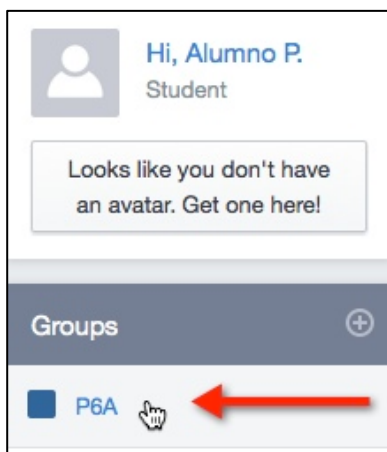 Hi, Alumno P.
Student
Looks like you don't have
an avatar. Get one here!
Groups
P6A